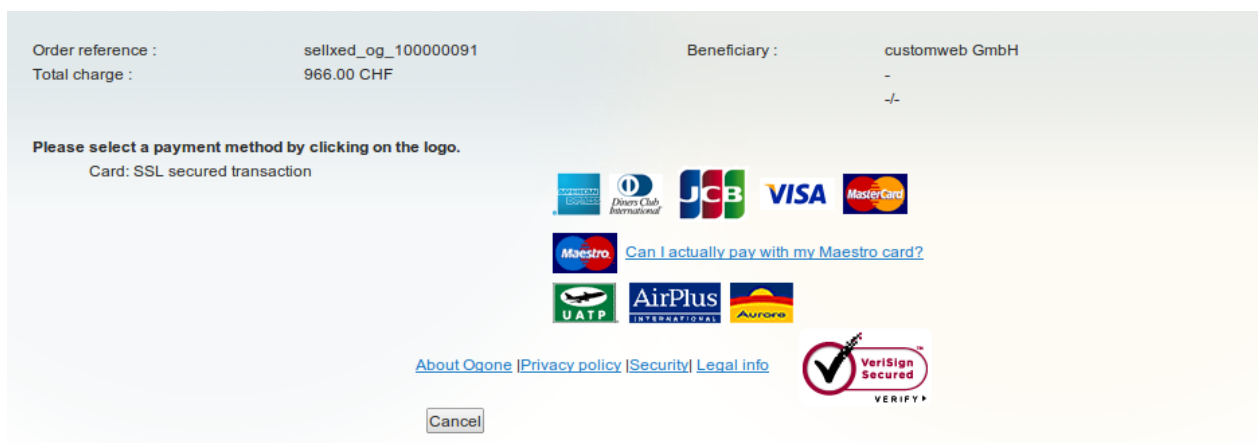 Order reference : sellxed_og_100000091 Beneficiary : customweb GmbH
Total charge : 966.00 CHF -
-/-
Please select a payment method by clicking on the logo.
Card: SSL secured transaction
AMERICAN EXPRESS Diners Club International JCB VISA MasterCard
Maestro Can I actually pay with my Maestro card?
UATP AirPlus INTERNATIONAL Aurore
About Ogone |Privacy policy |Security| Legal info
VeriSign™
Secured
VERIFY
Cancel